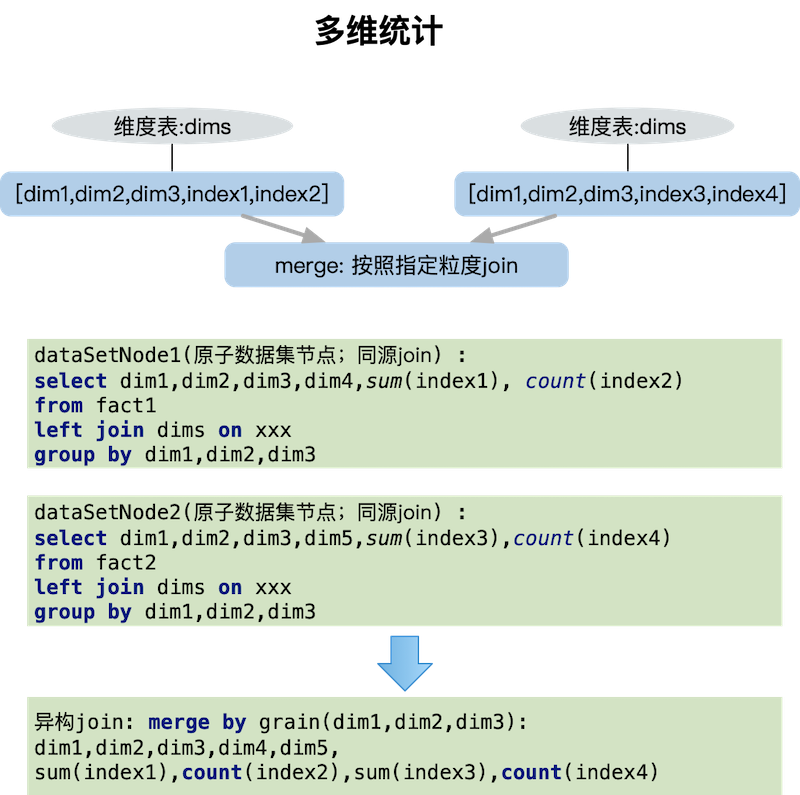 多维统计
维度表:dims
维度表:dims
[dim1,dim2,dim3,index1,index2]
[dim1,dim2,dim3,index3,index4]
merge: 按照指定粒度join
dataSetNode1(原子数据集节点；同源join) :
select dim1,dim2,dim3,dim4,sum(index1), count(index2)
from fact1
left join dims on xxx
group by dim1,dim2,dim3
dataSetNode2(原子数据集节点；同源join) :
select dim1,dim2,dim3,dim5,sum(index3),count(index4)
from fact2
left join dims on xxx
group by dim1,dim2,dim3
异构join: merge by grain(dim1,dim2,dim3):
dim1,dim2,dim3,dim4,dim5,
sum(index1),count(index2),sum(index3),count(index4)